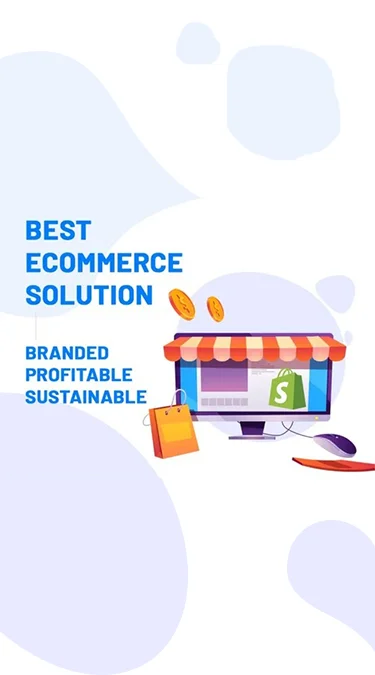 BEST
ECOMMERCE
SOLUTION
BRANDED
PROFITABLE
SUSTAINABLE